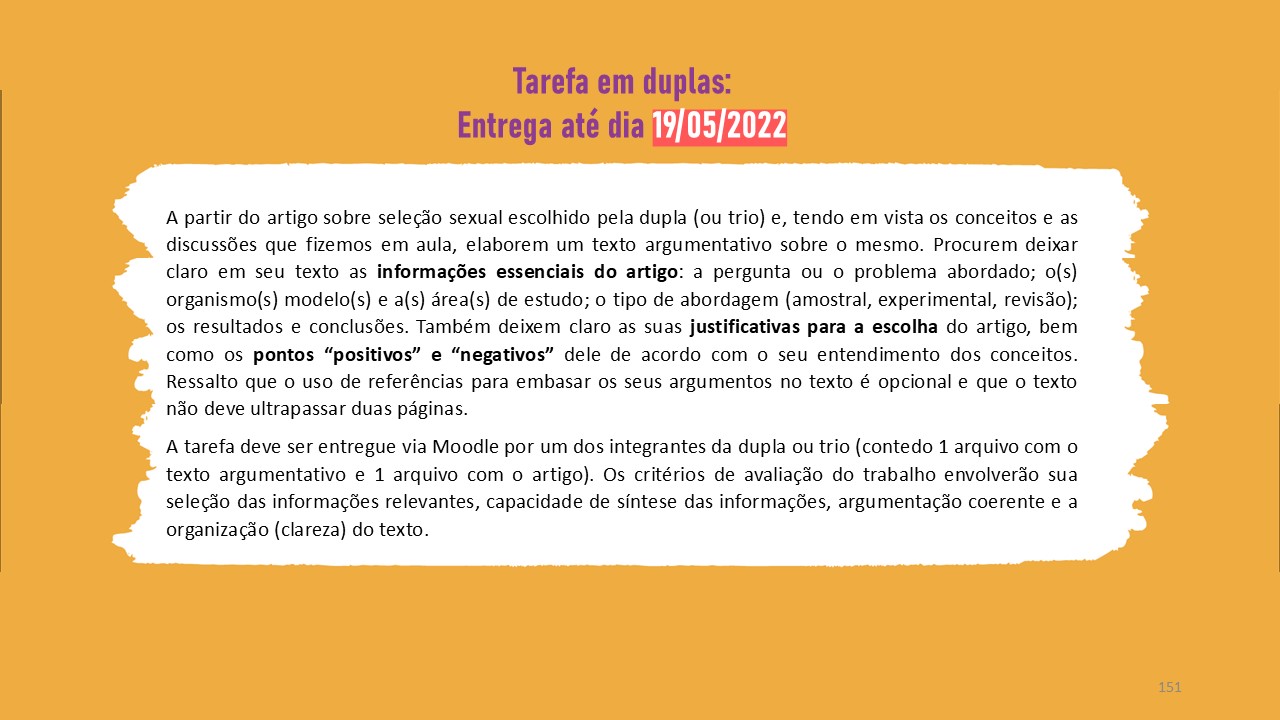 Tarefa em duplas:
Entrega até dia 19/05/2022
A partir do artigo sobre seleção sexual escolhido pela dupla (ou trio) e, tendo em vista os conceitos e as
discussões que fizemos em aula, elaborem um texto argumentativo sobre o mesmo. Procurem deixar
claro em seu texto as informações essenciais do artigo: a pergunta ou o problema abordado; o(s)
organismo(s) modelo(s) e a(s) área(s) de estudo; o tipo de abordagem (amostral, experimental, revisão);
os resultados e conclusões. Também deixem claro as suas justificativas para a escolha do artigo, bem
como os pontos “positivos” e “negativos” dele de acordo com o seu entendimento dos conceitos.
Ressalto que o uso de referências para embasar os seus argumentos no texto é opcional e que o texto
não deve ultrapassar duas páginas.
A tarefa deve ser entregue via Moodle por um dos integrantes da dupla ou trio (contedo 1 arquivo com o
texto argumentativo e 1 arquivo com o artigo). Os critérios de avaliação do trabalho envolverão sua
seleção das informações relevantes, capacidade de síntese das informações, argumentação coerente e a
organização (clareza) do texto.
151